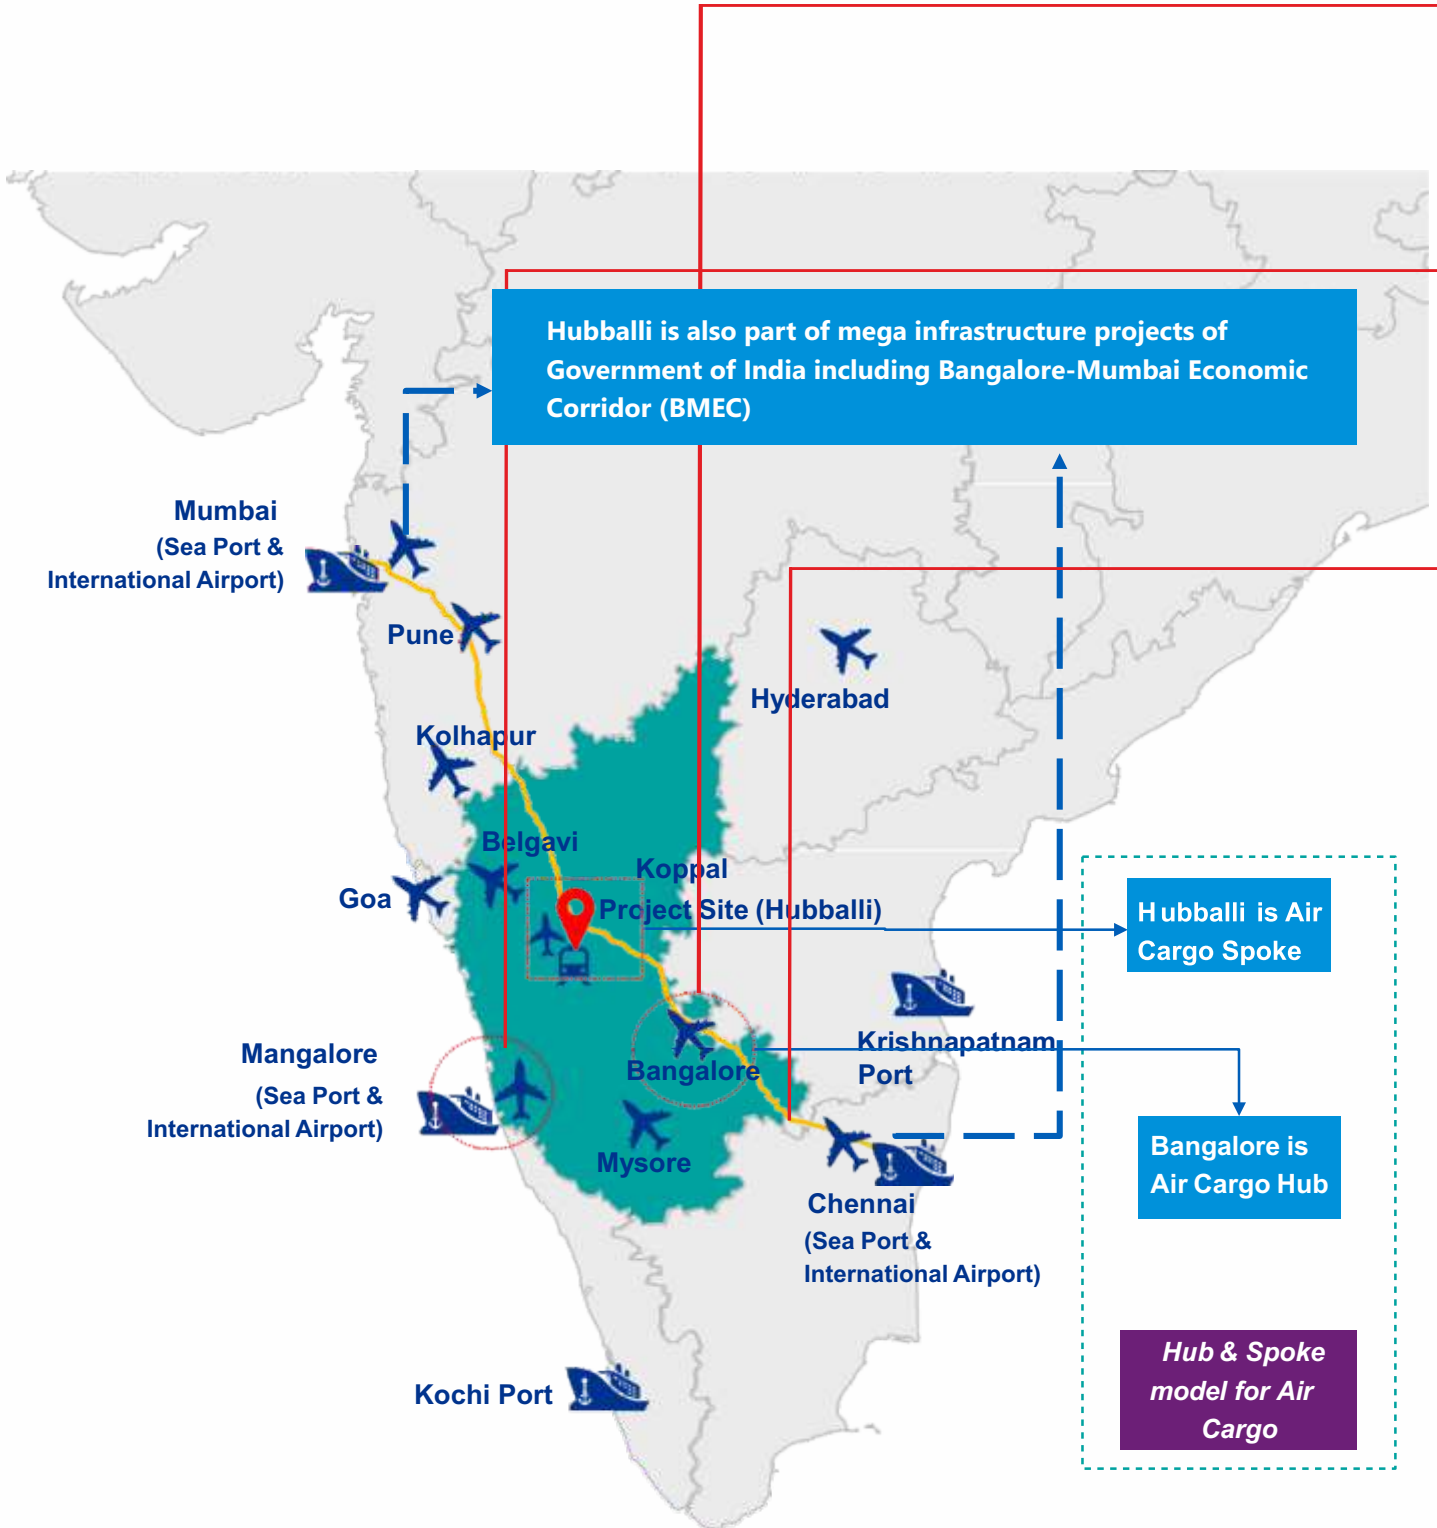 Hubballi is also part of mega infrastructure projects of
Government of India including Bangalore-Mumbai Economic
Corridor (BMEC)
Mumbai
(Sea Port &
International Airport)
Pune
Hyderabad
Kolhapur
Belgavi
Koppal
Goa
Project Site (Hubballi)
Hubballi is Air
Cargo Spoke
Krishnapatnam
Port
Mangalore
(Sea Port &
International Airport)
Bangalore
Mysore
Bangalore is
Air Cargo Hub
Chennai
(Sea Port &
International Airport)
Kochi Port
Hub & Spoke
model for Air
Cargo